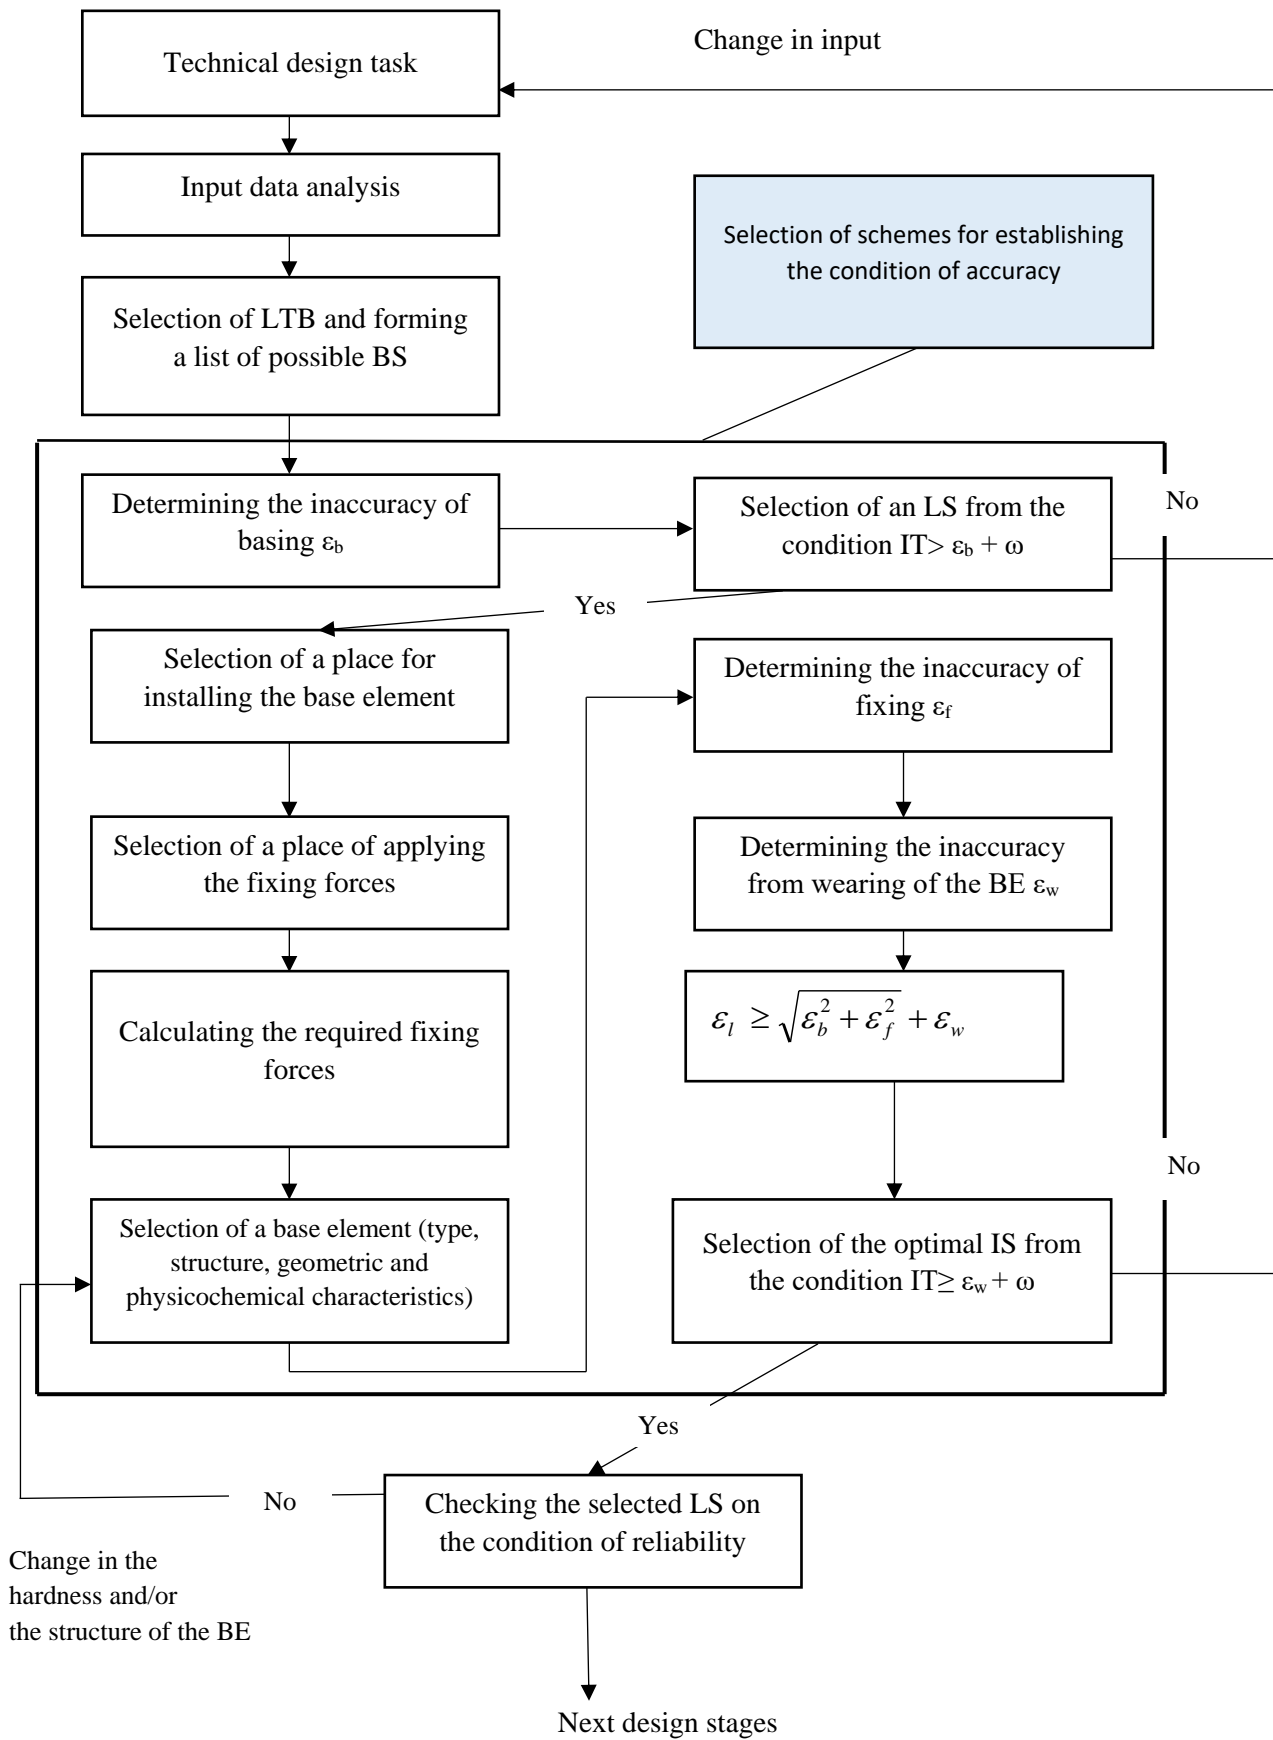 Technical design task
Change in input
Input data analysis
Selection of schemes for establishing
the condition of accuracy
Selection of LTB and forming
a list of possible BS
Determining the inaccuracy of
basing εb
Selection of an LS from the
condition IT> εb + ω
No
Yes
Selection of a place for
installing the base element
Determining the inaccuracy of
fixing εf
Selection of a place of applying
the fixing forces
Determining the inaccuracy
from wearing of the BE εw
Calculating the required fixing
forces
ε_l ≥ √(ε_b^2 + ε_f^2) + ε_w
No
Selection of a base element (type,
structure, geometric and
physicochemical characteristics)
Selection of the optimal IS from
the condition IT≥ εw + ω
Yes
No
Checking the selected LS on
the condition of reliability
Change in the
hardness and/or
the structure of the BE
Next design stages